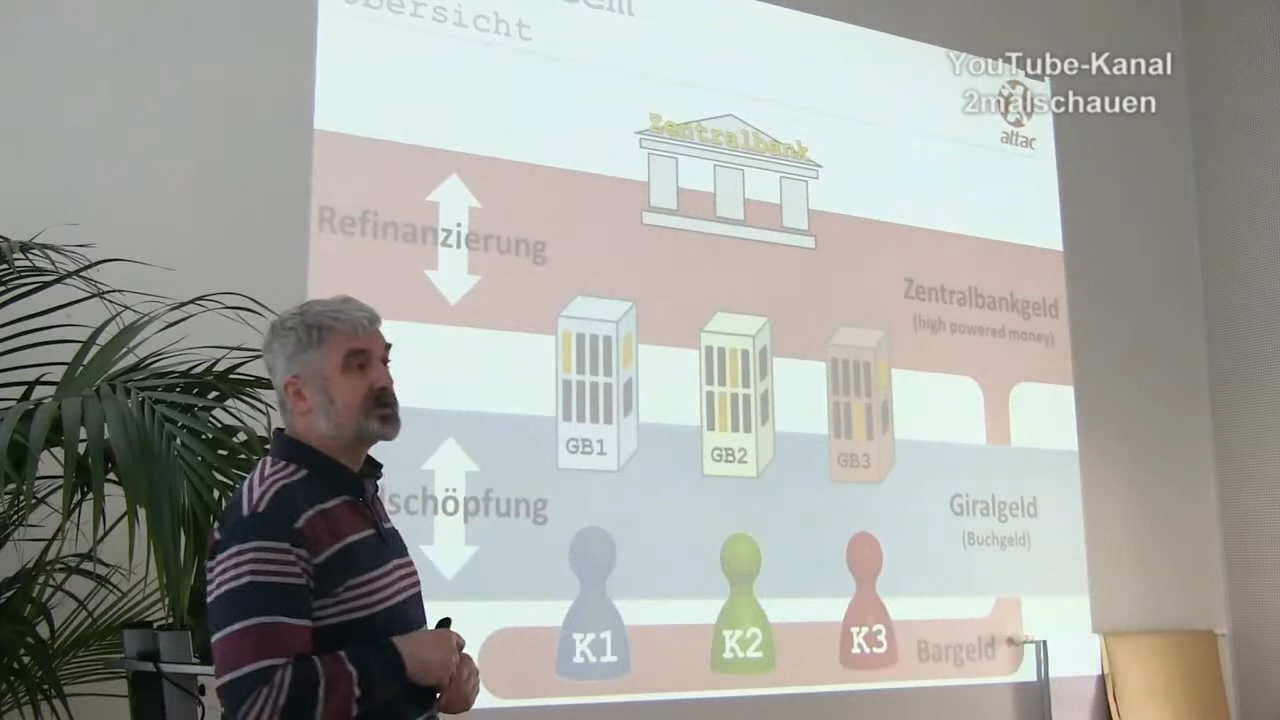 Übersicht
YouTube-Kanal
2malschauen
attac
Zentralbank
Refinanzierung
Zentralbankgeld
(high powered money)
GB1
GB2
GB3
schöpfung
Giralgeld
(Buchgeld)
K1
K2
K3
Bargeld